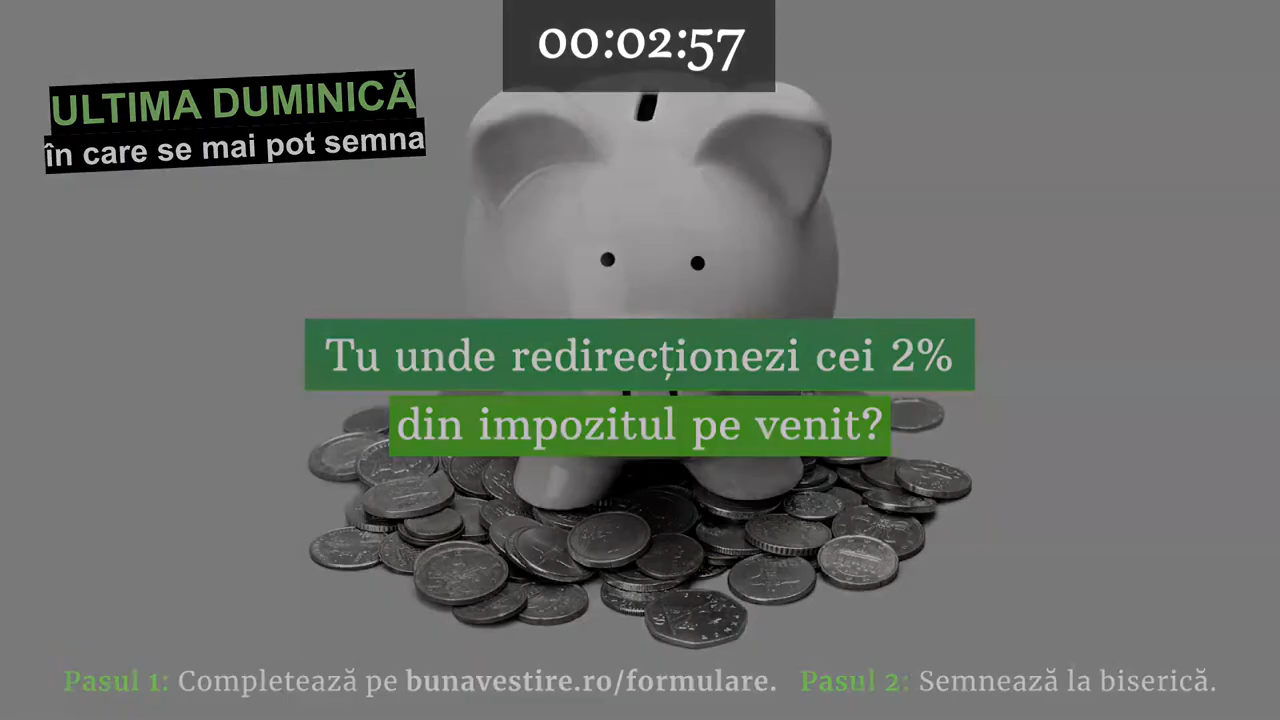 00:02:57
ULTIMA DUMINICĂ
în care se mai pot semna
Tu unde redirecționezi cei 2%
din impozitul pe venit?
Pasul 1: Completează pe bunavestire.ro/formulare. Pasul 2: Semnează la biserică.